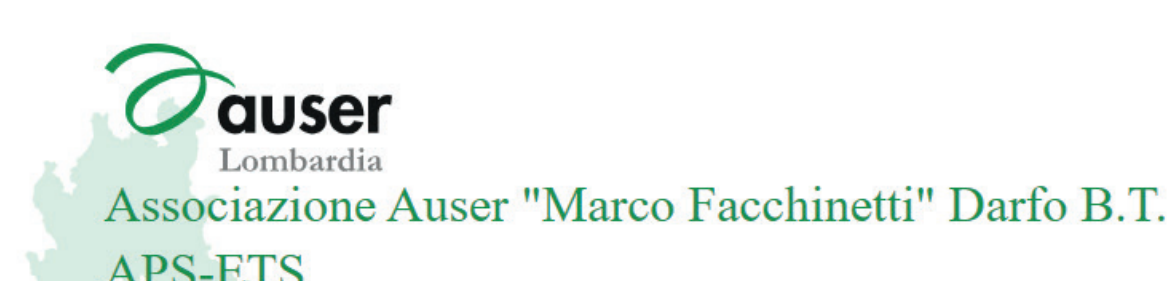 auser
Lombardia
Associazione Auser "Marco Facchinetti" Darfo B.T.
APS-ETS